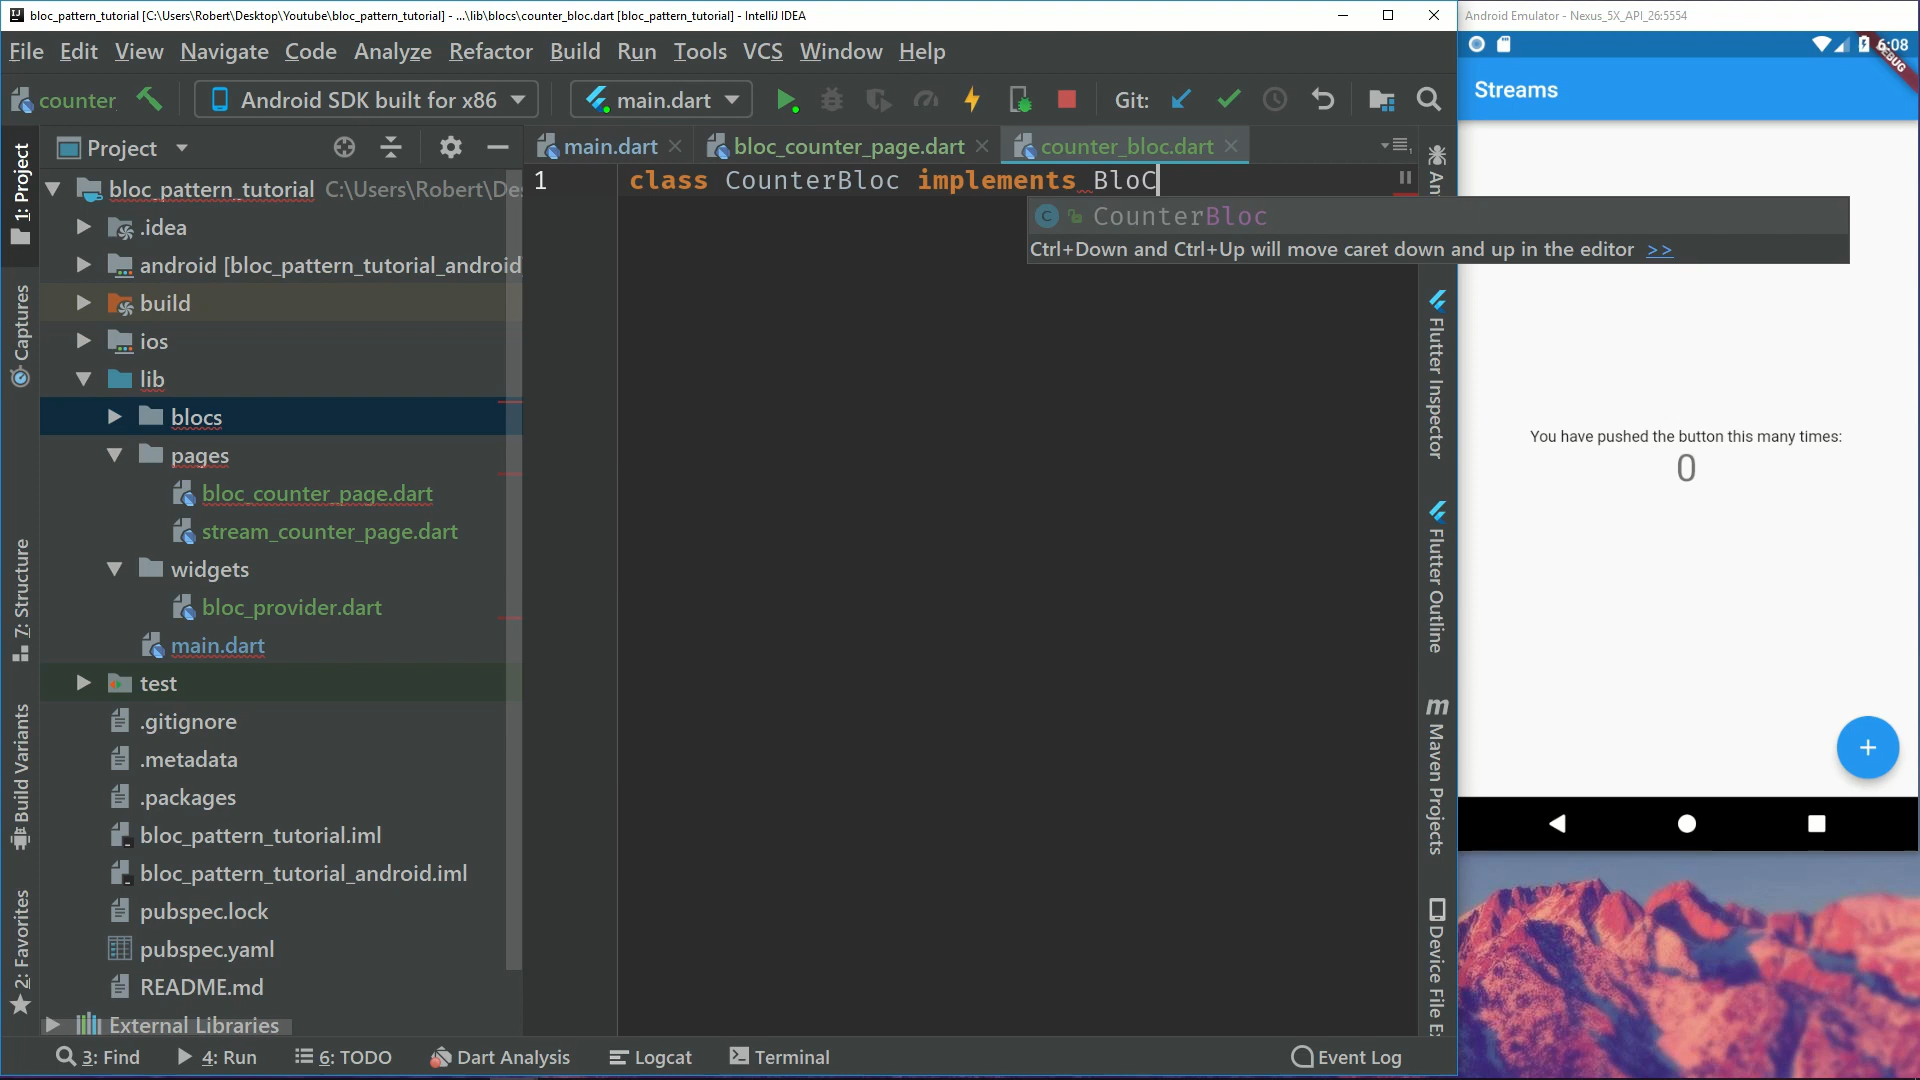 bloc_pattern_tutorial [C:\Users\Robert\Desktop\Youtube\bloc_pattern_tutorial] - ...\lib\blocs\counter_bloc.dart [bloc_pattern_tutorial] - IntelliJ IDEA
Android Emulator - Nexus_5X_API_26:5554
File Edit View Navigate Code Analyze Refactor Build Run Tools VCS Window Help
6:08
DEBUG
Streams
counter
Android SDK built for x86
main.dart
Git:
Project
main.dart
bloc_counter_page.dart
counter_bloc.dart
1 class CounterBloc implements BloC
CounterBloc
Ctrl+Down and Ctrl+Up will move caret down and up in the editor >>
bloc_pattern_tutorial C:\Users\Robert\De
.idea
android [bloc_pattern_tutorial_android
build
ios
lib
blocs
pages
bloc_counter_page.dart
stream_counter_page.dart
widgets
bloc_provider.dart
main.dart
test
.gitignore
.metadata
.packages
bloc_pattern_tutorial.iml
bloc_pattern_tutorial_android.iml
pubspec.lock
pubspec.yaml
README.md
External Libraries
1: Project
Captures
7: Structure
Build Variants
2: Favorites
An
Flutter Inspector
Flutter Outline
m Maven Projects
Device File E
You have pushed the button this many times:
0
+
3: Find
4: Run
6: TODO
Dart Analysis
Logcat
Terminal
Event Log